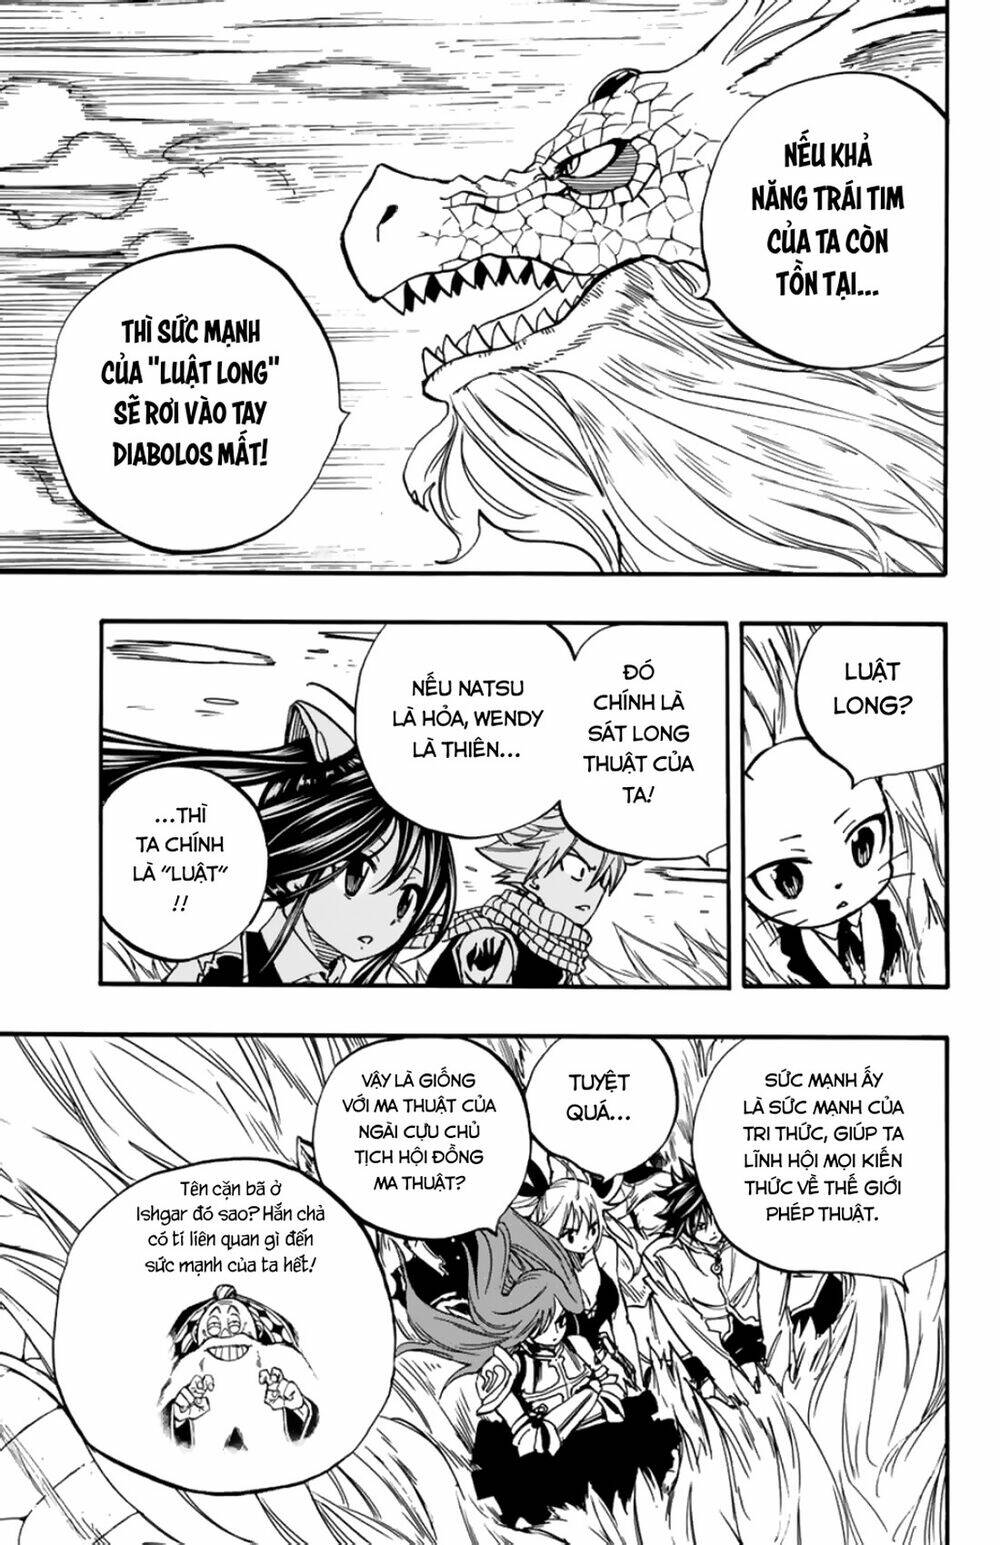 NẾU KHẢ
NĂNG TRÁI TIM
CỦA TA CÒN
TỒN TẠI...
THÌ SỨC MẠNH
CỦA "LUẬT LONG"
SẼ RƠI VÀO TAY
DIABOLOS MẤT!
LUẬT
LONG?
ĐÓ
CHÍNH LÀ
SÁT LONG
THUẬT CỦA
TA!
NẾU NATSU
LÀ HỎA, WENDY
LÀ THIÊN...
...THÌ
TA CHÍNH
LÀ "LUẬT"
!!
SỨC MẠNH ẤY
LÀ SỨC MẠNH CỦA
TRI THỨC, GIÚP TA
LĨNH HỘI MỌI KIẾN
THỨC VỀ THẾ GIỚI
PHÉP THUẬT.
TUYỆT
QUÁ...
VẬY LÀ GIỐNG
VỚI MA THUẬT CỦA
NGÀI CỰU CHỦ
TỊCH HỘI ĐỒNG
MA THUẬT?
Tên cặn bã ở
Ishgar đó sao? Hắn chả
có tí liên quan gì đến
sức mạnh của ta hết!